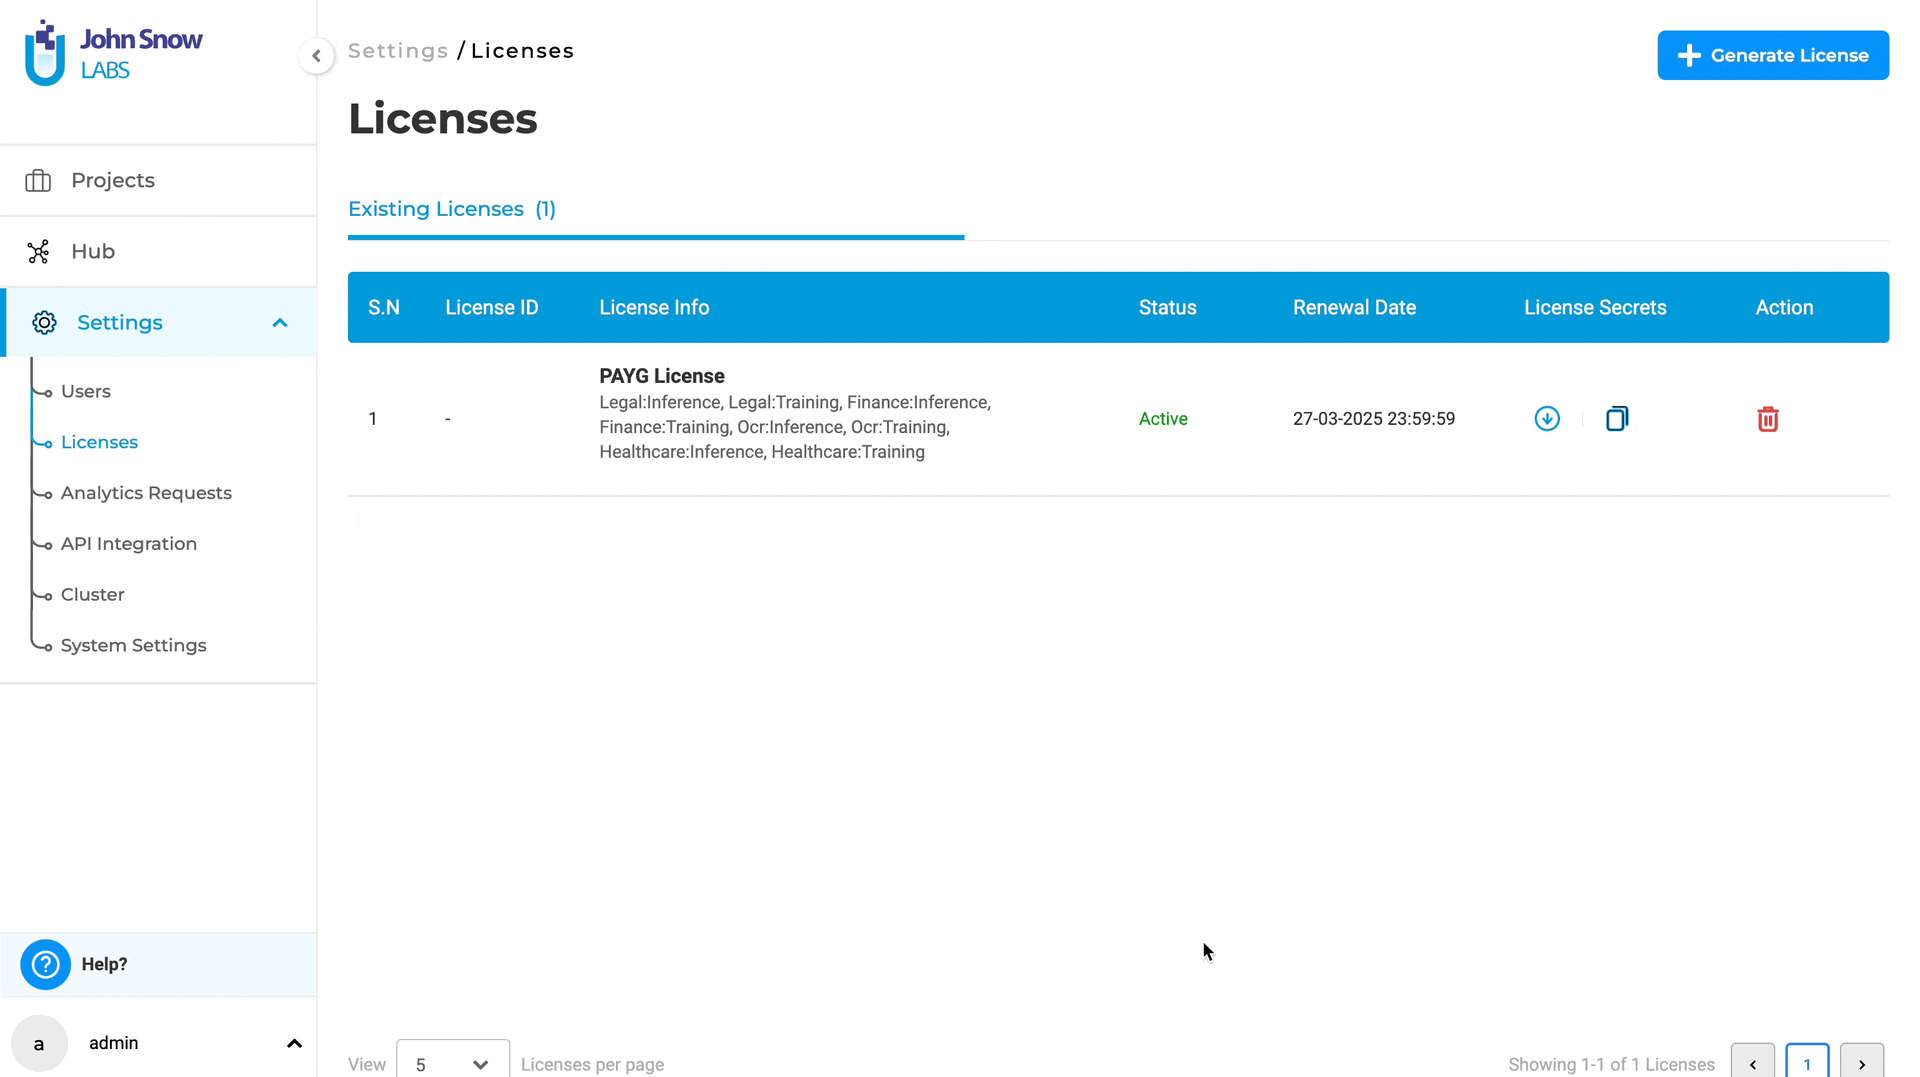 John Snow
LABS
Settings / Licenses
Generate License
Licenses
Projects
Hub
Settings
Users
Licenses
Analytics Requests
API Integration
Cluster
System Settings
Existing Licenses (1)
S.N License ID License Info Status Renewal Date License Secrets Action
PAYG License
Legal:Inference, Legal:Training, Finance:Inference,
1 - Finance:Training, Ocr:Inference, Ocr:Training, Active 27-03-2025 23:59:59
Healthcare:Inference, Healthcare:Training
? Help?
a admin
View 5 Licenses per page
Showing 1-1 of 1 Licenses ‹ 1 ›